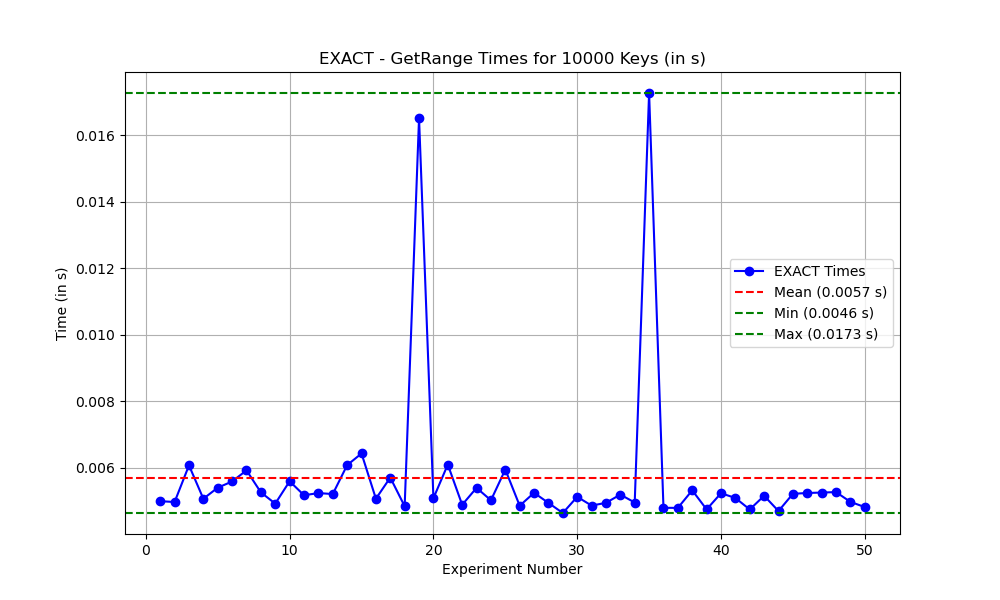 EXACT - GetRange Times for 10000 Keys (in s)
Time (in s)
0.016
0.014
0.012
0.010
0.008
0.006
EXACT Times
Mean (0.0057 s)
Min (0.0046 s)
Max (0.0173 s)
0 10 20 30 40 50
Experiment Number